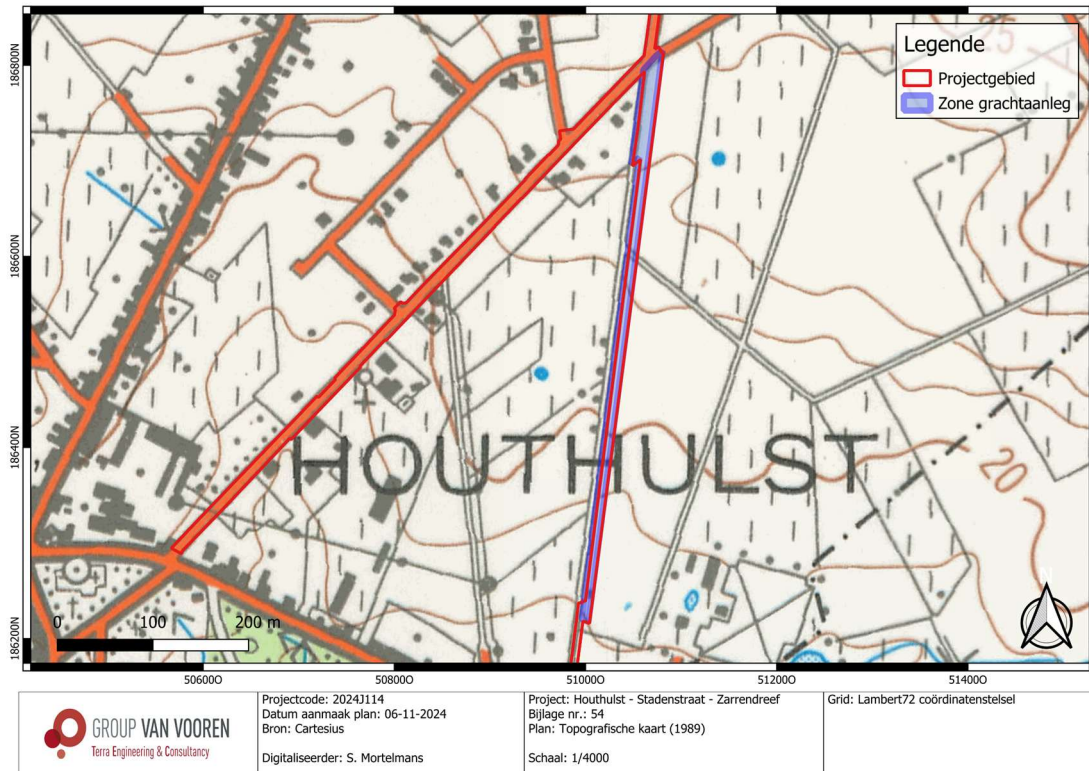 Legende
Projectgebied
Zone grachtaanleg
25
186800N
186600N
186400N
186200N
HOUTHULST
20
N
0 100 200 m
506000 508000 510000 512000 514000
GROUP VAN VOOREN
Terra Engineering & Consultancy
Projectcode: 2024J114
Datum aanmaak plan: 06-11-2024
Bron: Cartesius
Digitaliseerder: S. Mortelmans
Project: Houthulst - Stadenstraat - Zarrendreef
Bijlage nr.: 54
Plan: Topografische kaart (1989)
Schaal: 1/4000
Grid: Lambert72 coördinatenstelsel